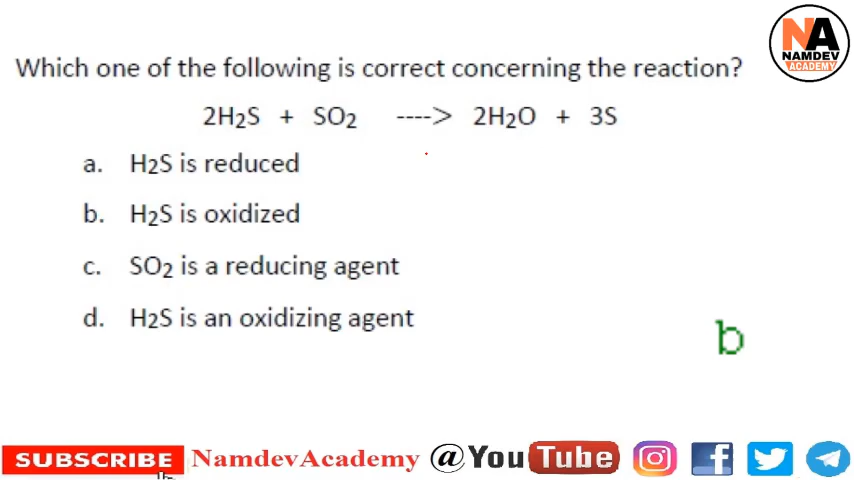 NA
NAMDEV
ACADEMY
Which one of the following is correct concerning the reaction?
2H2S + SO2 ----> 2H2O + 3S
a. H2S is reduced
b. H2S is oxidized
c. SO2 is a reducing agent
d. H2S is an oxidizing agent
b
SUBSCRIBE NamdevAcademy @YouTube